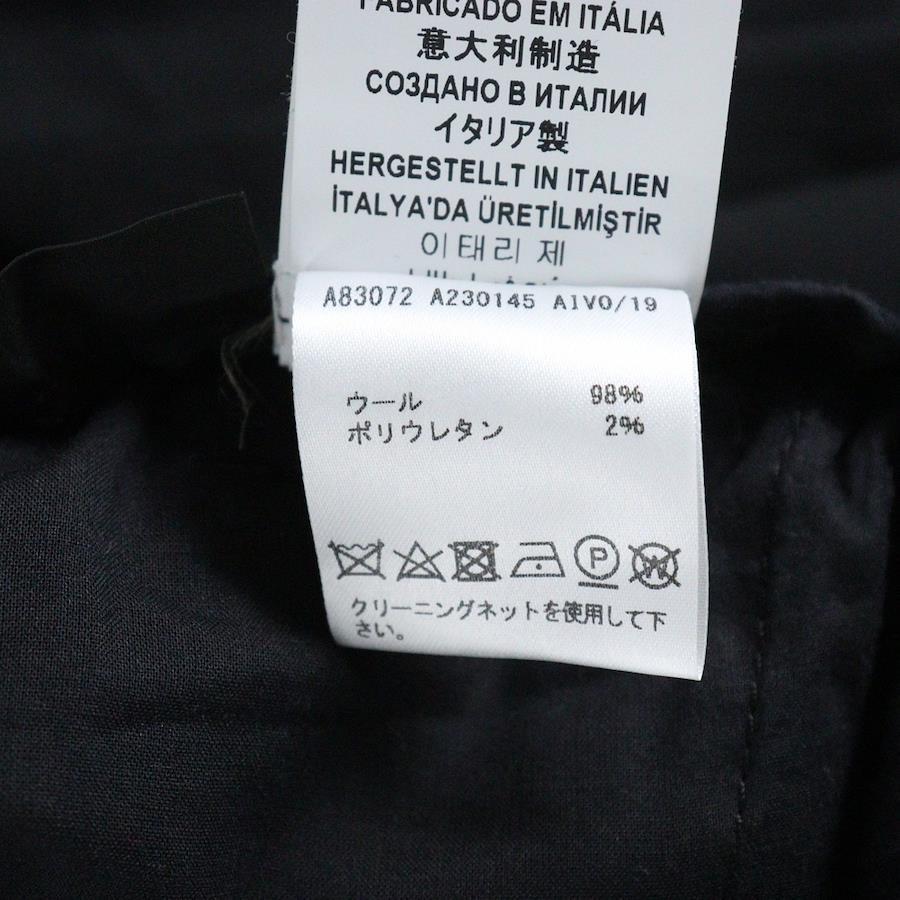 FABRICADO EM ITÁLIA
意大利制造
СОЗДАНО В ИТАЛИИ
イタリア製
HERGESTELLT IN ITALIEN
İTALYA'DA ÜRETİLMİŞTİR
이태리 제
A83072 A230145 AIVO/19
ウール 98%
ポリウレタン 2%
P
W
クリーニングネットを使用して下
さい。